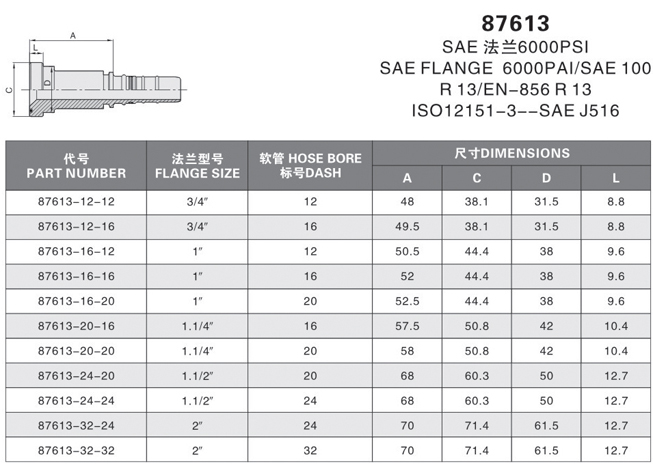 A
L
C
D
87613
SAE 法兰6000PSI
SAE FLANGE 6000PAI/SAE 100
R 13/EN-856 R 13
ISO12151-3--SAE J516
代号 法兰型号 软管 HOSE BORE 尺寸DIMENSIONS
PART NUMBER FLANGE SIZE 标号DASH A C D L
87613-12-12 3/4″ 12 48 38.1 31.5 8.8
87613-12-16 3/4″ 16 49.5 38.1 31.5 8.8
87613-16-12 1″ 12 50.5 44.4 38 9.6
87613-16-16 1″ 16 52 44.4 38 9.6
87613-16-20 1″ 20 52.5 44.4 38 9.6
87613-20-16 1.1/4″ 16 57.5 50.8 42 10.4
87613-20-20 1.1/4″ 20 58 50.8 42 10.4
87613-24-20 1.1/2″ 20 68 60.3 50 12.7
87613-24-24 1.1/2″ 24 68 60.3 50 12.7
87613-32-24 2″ 24 70 71.4 61.5 12.7
87613-32-32 2″ 32 70 71.4 61.5 12.7